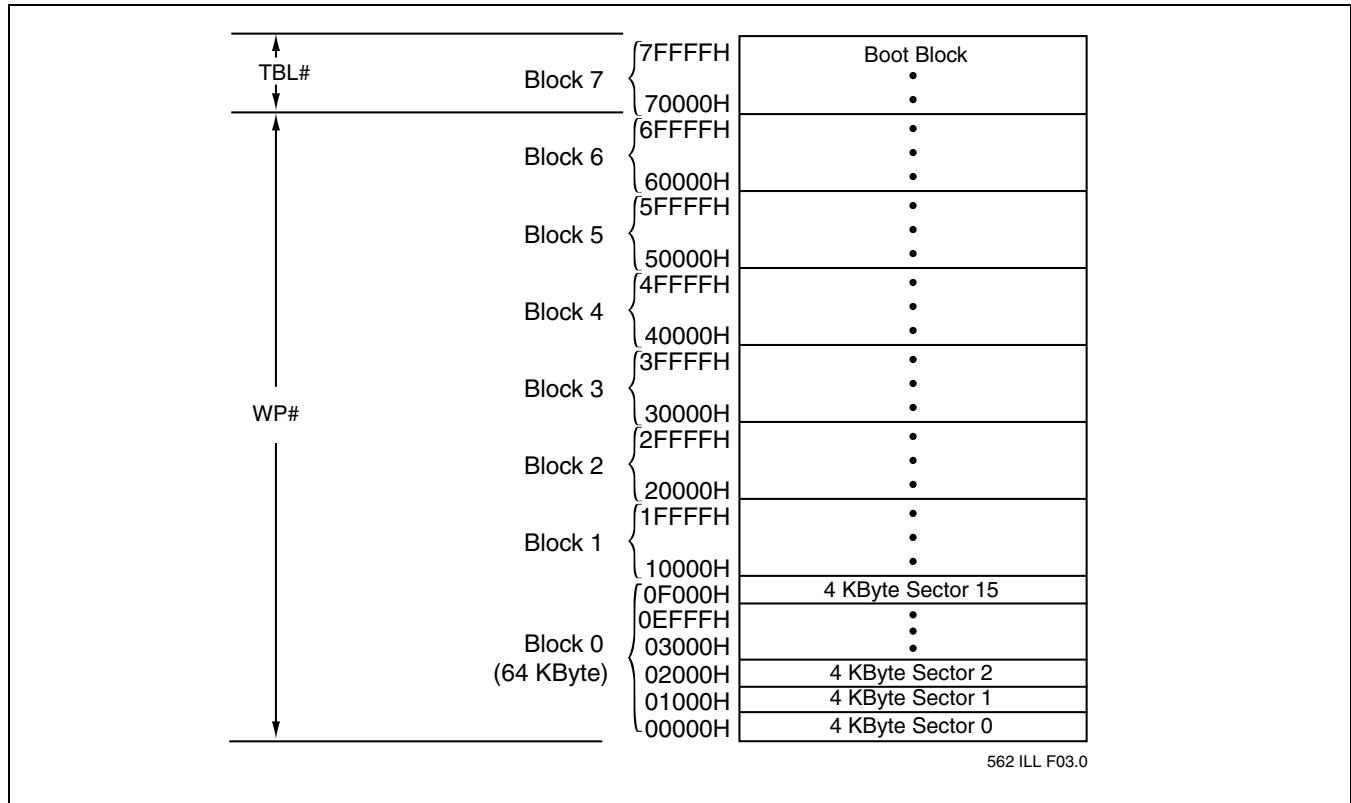 TBL#
Block 7
7FFFFH
Boot Block
70000H
Block 6
6FFFFH
60000H
Block 5
5FFFFH
50000H
Block 4
4FFFFH
40000H
Block 3
3FFFFH
30000H
WP#
Block 2
2FFFFH
20000H
Block 1
1FFFFH
10000H
0F000H
4 KByte Sector 15
0EFFFH
Block 0
(64 KByte)
03000H
02000H
4 KByte Sector 2
01000H
4 KByte Sector 1
00000H
4 KByte Sector 0
562 ILL F03.0